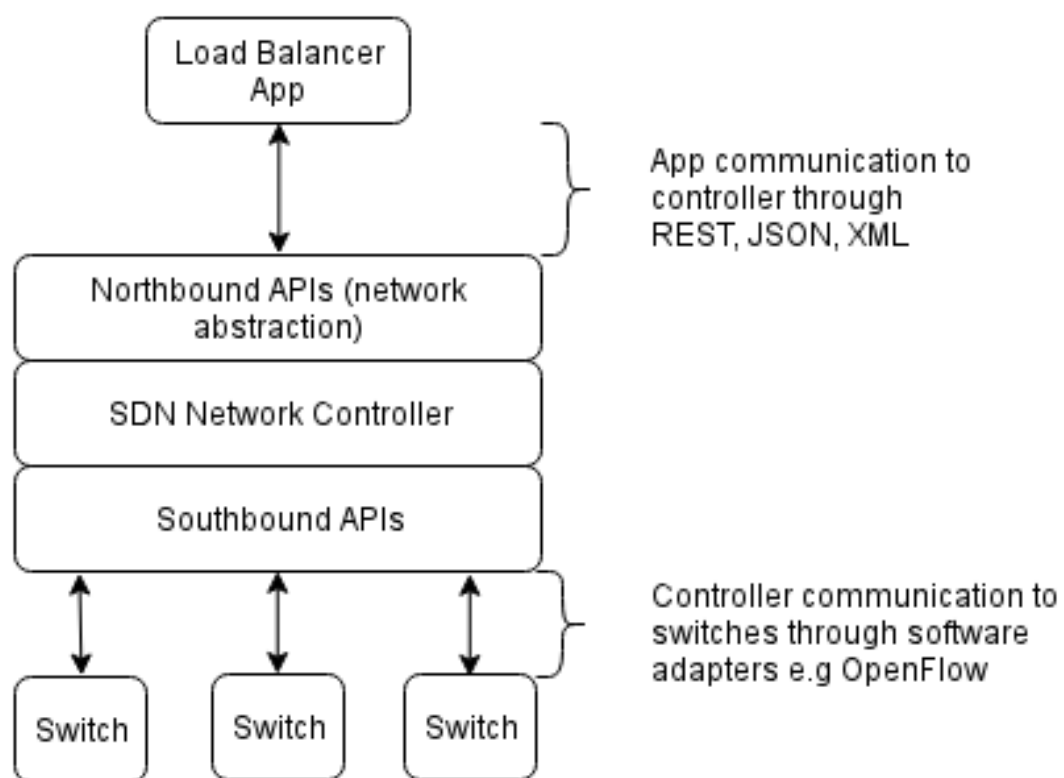 Load Balancer
App
App communication to
controller through
REST, JSON, XML
Northbound APIs (network
abstraction)
SDN Network Controller
Southbound APIs
Controller communication to
switches through software
adapters e.g OpenFlow
Switch
Switch
Switch